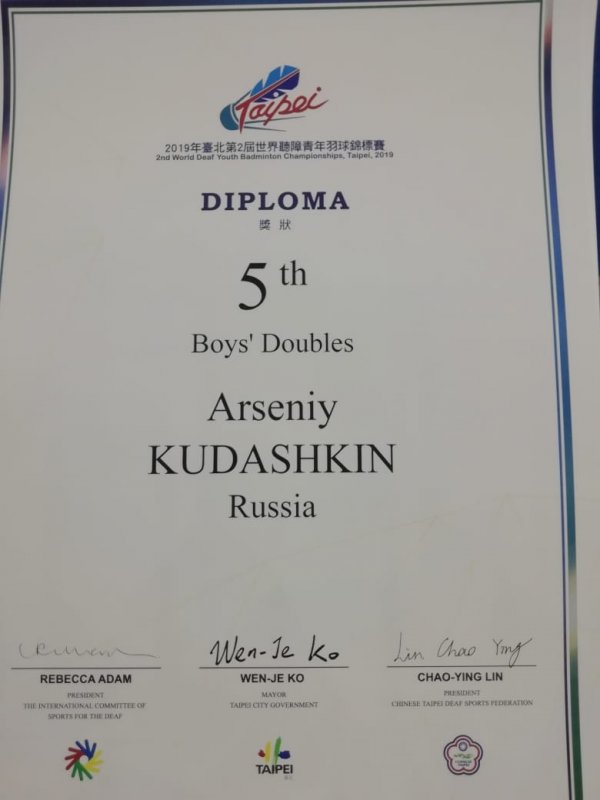 Taipei
2019年臺北第2屆世界聽障青年羽球錦標賽
2nd World Deaf Youth Badminton Championships, Taipei, 2019
DIPLOMA
獎狀
5 th
Boys' Doubles
Arseniy
KUDASHKIN
Russia
Wen-Je Ko
Lin Chao Ying
REBECCA ADAM
WEN-JE KO
CHAO-YING LIN
PRESIDENT
THE INTERNATIONAL COMMITTEE OF
SPORTS FOR THE DEAF
MAYOR
TAIPEI CITY GOVERNMENT
PRESIDENT
CHINESE TAIPEI DEAF SPORTS FEDERATION
TAIPEI